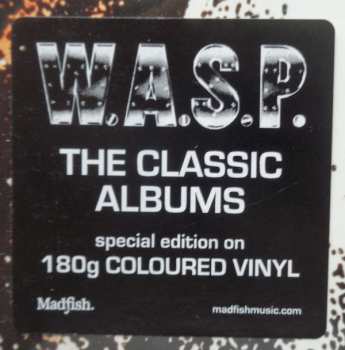 W.A.S.P.
THE CLASSIC
ALBUMS
special edition on
180g COLOURED VINYL
Madfish.
madfishmusic.com